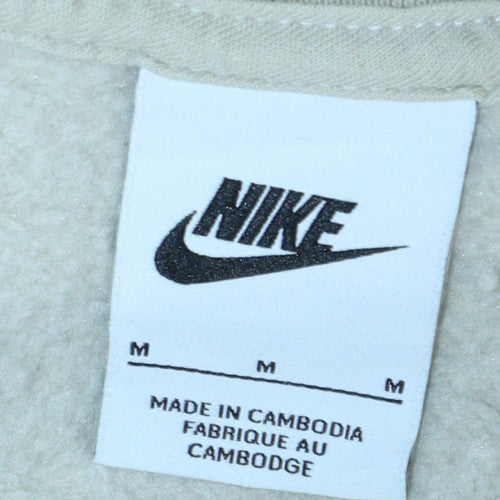 NIKE
M M M
MADE IN CAMBODIA
FABRIQUE AU
CAMBODGE